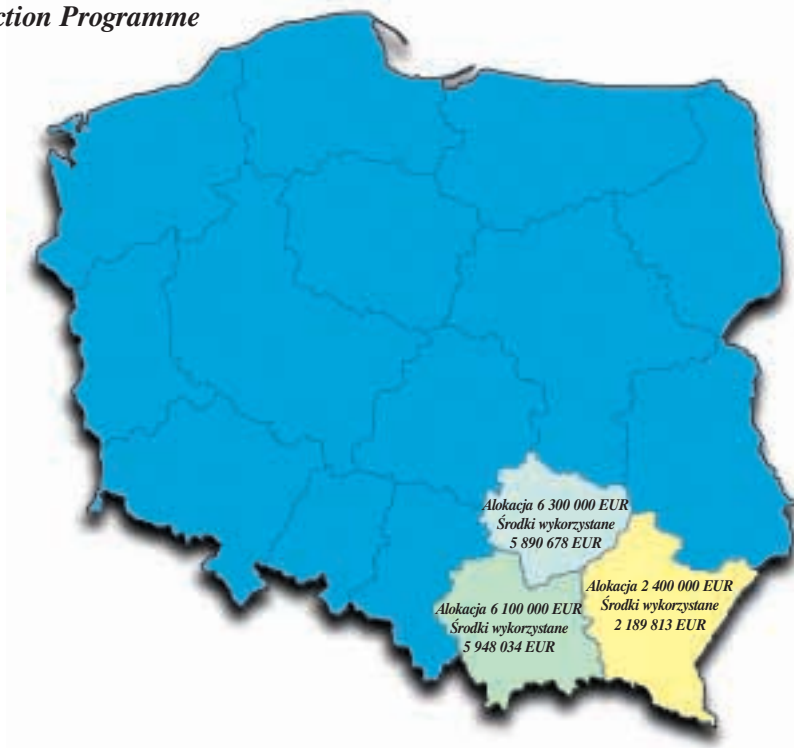 ction Programme
Alokacja 6 300 000 EUR
Środki wykorzystane
5 890 678 EUR
Alokacja 2 400 000 EUR
Środki wykorzystane
2 189 813 EUR
Alokacja 6 100 000 EUR
Środki wykorzystane
5 948 034 EUR